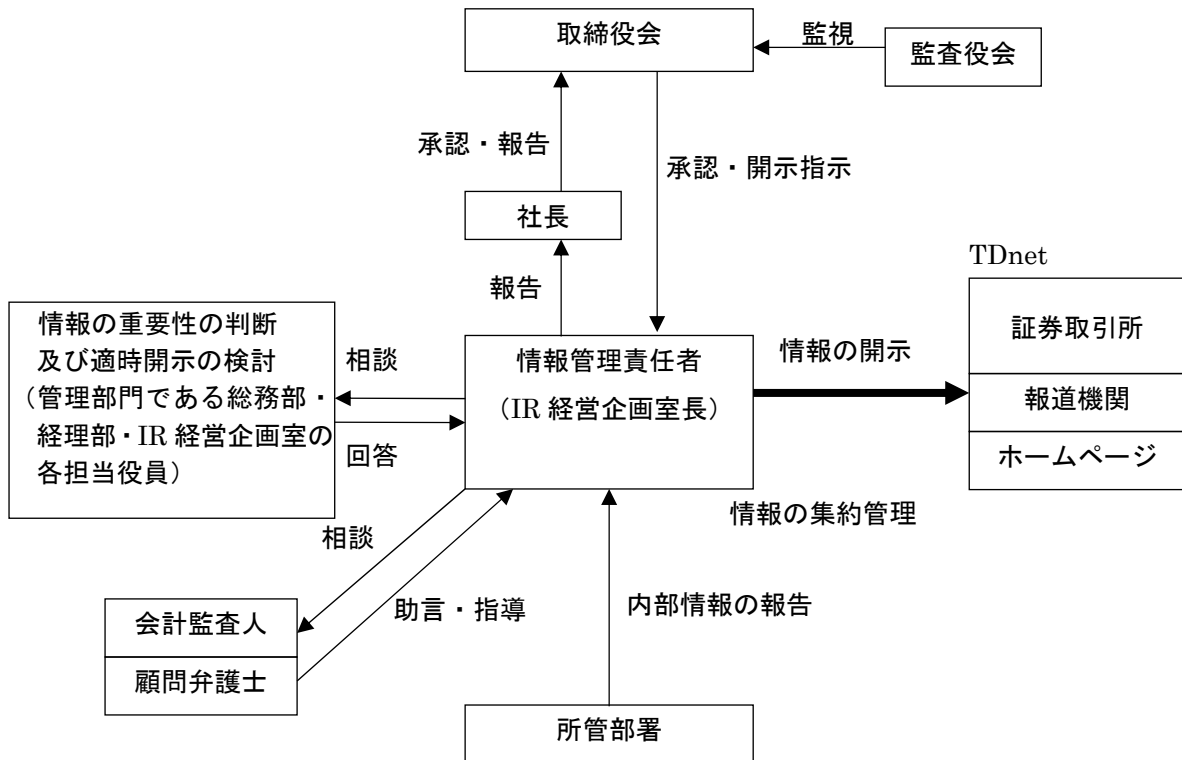 取締役会
監視
監査役会
承認・報告
承認・開示指示
社長
報告
TDnet
証券取引所
報道機関
ホームページ
情報の重要性の判断
及び適時開示の検討
（管理部門である総務部・
経理部・IR 経営企画室の
各担当役員）
相談
回答
情報管理責任者
（IR 経営企画室長）
情報の開示
情報の集約管理
相談
助言・指導
内部情報の報告
会計監査人
顧問弁護士
所管部署